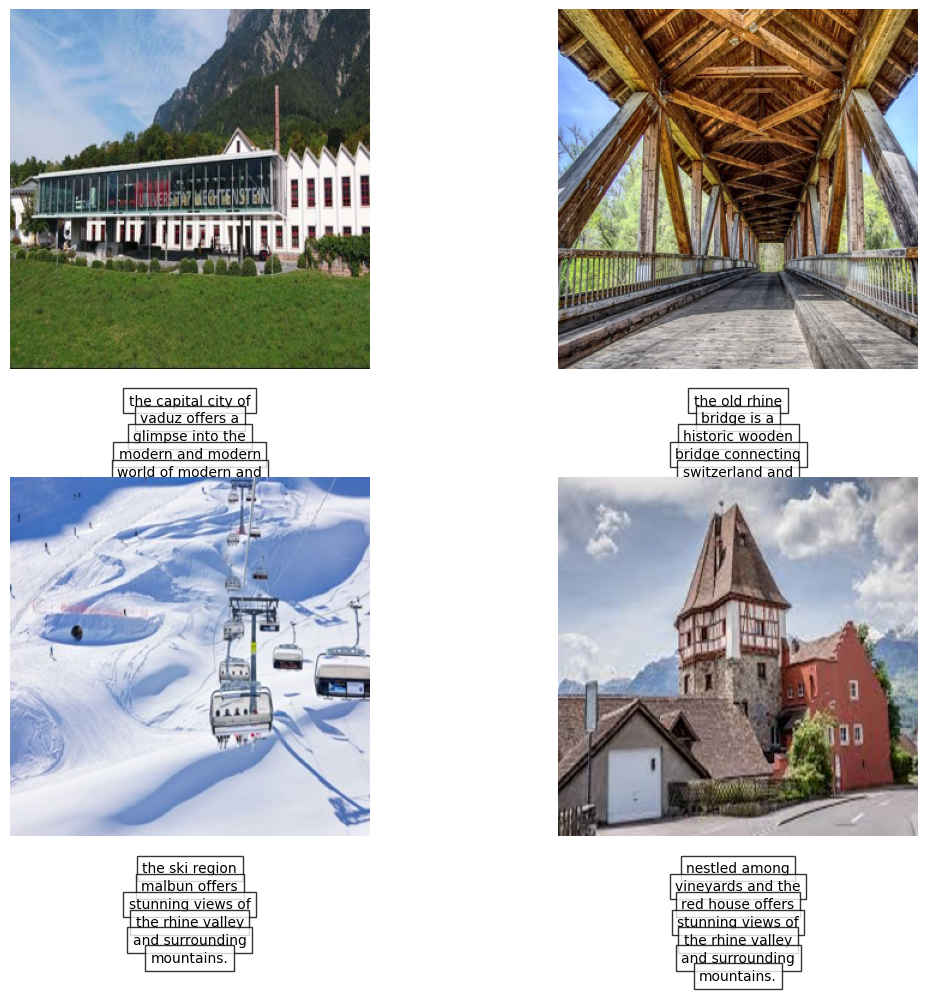 UNIVERSITÄT LIECHTENSTEIN
the capital city of
vaduz offers a
glimpse into the
modern and modern
world of modern and
the old rhine
bridge is a
historic wooden
bridge connecting
switzerland and
the ski region
malbun offers
stunning views of
the rhine valley
and surrounding
mountains.
nestled among
vineyards and the
red house offers
stunning views of
the rhine valley
and surrounding
mountains.